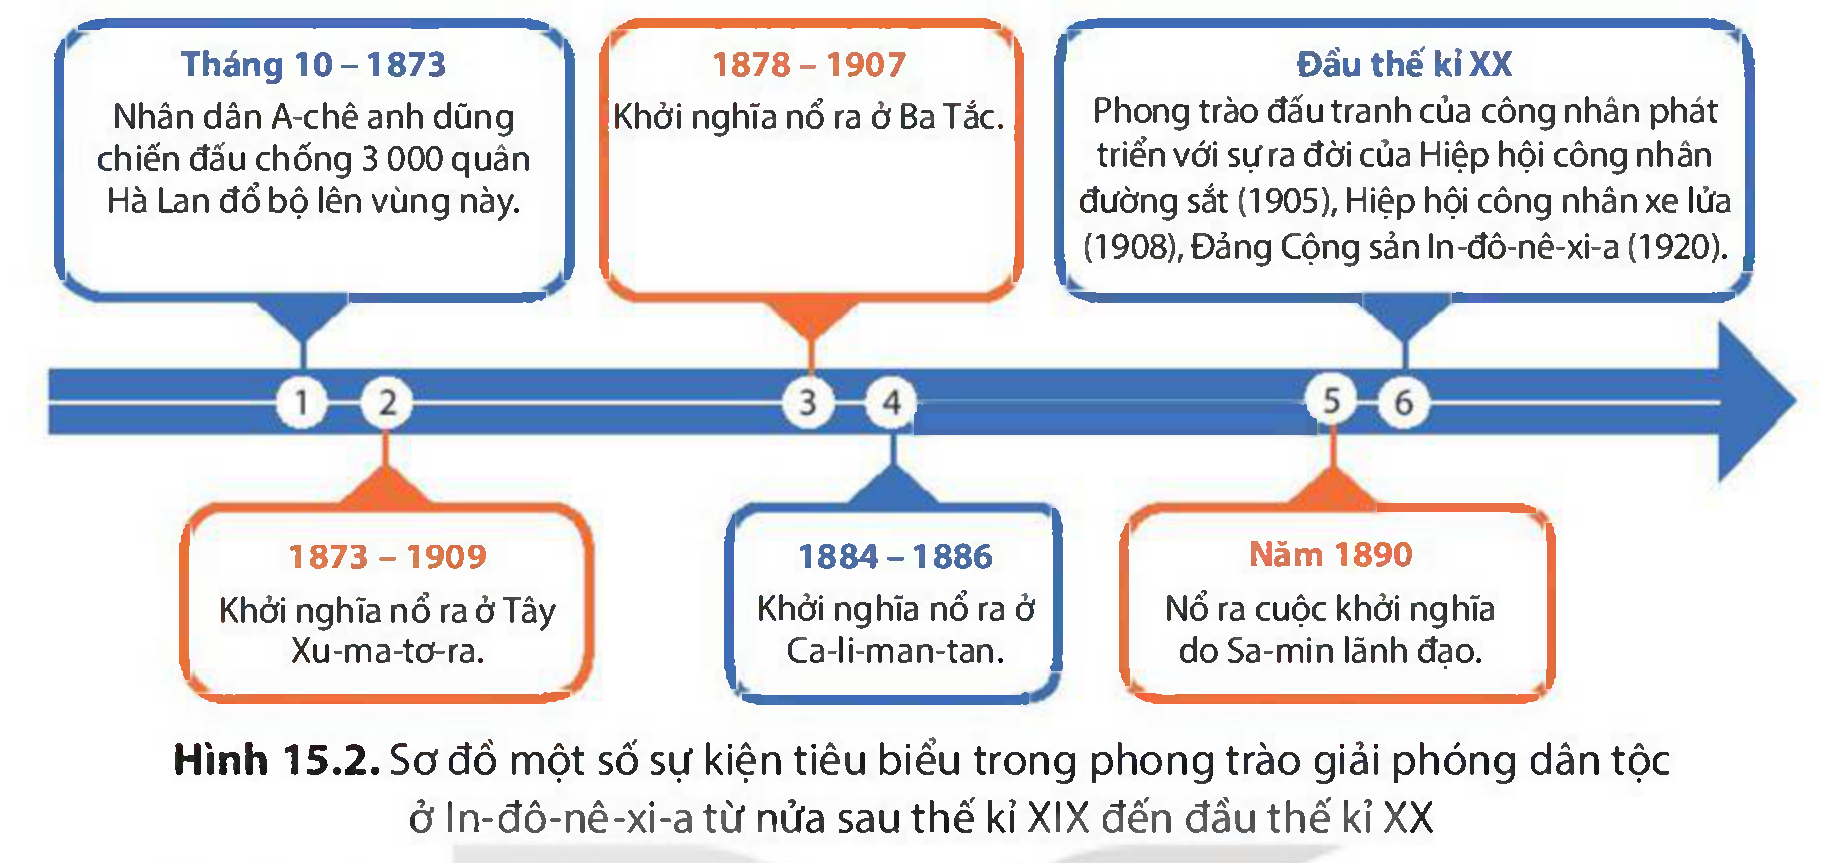 Tháng 10 – 1873
Nhân dân A-chê anh dũng
chiến đấu chống 3 000 quân
Hà Lan đổ bộ lên vùng này.
1878 – 1907
Khởi nghĩa nổ ra ở Ba Tắc.
Đầu thế kỉ XX
Phong trào đấu tranh của công nhân phát
triển với sự ra đời của Hiệp hội công nhân
đường sắt (1905), Hiệp hội công nhân xe lửa
(1908), Đảng Cộng sản In-đô-nê-xi-a (1920).
1
2
3
4
5
6
1873 – 1909
Khởi nghĩa nổ ra ở Tây
Xu-ma-tơ-ra.
1884 – 1886
Khởi nghĩa nổ ra ở
Ca-li-man-tan.
Năm 1890
Nổ ra cuộc khởi nghĩa
do Sa-min lãnh đạo.
Hình 15.2. Sơ đồ một số sự kiện tiêu biểu trong phong trào giải phóng dân tộc
ở In-đô-nê-xi-a từ nửa sau thế kỉ XIX đến đầu thế kỉ XX